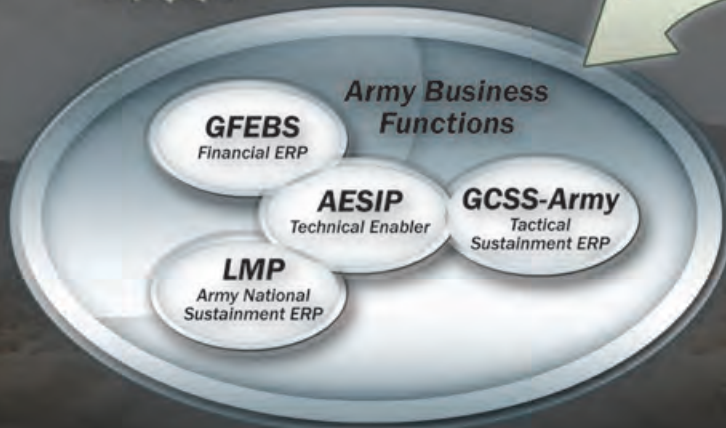 Army Business
Functions
GFEBS
Financial ERP
AESIP
Technical Enabler
GCSS-Army
Tactical
Sustainment ERP
LMP
Army National
Sustainment ERP